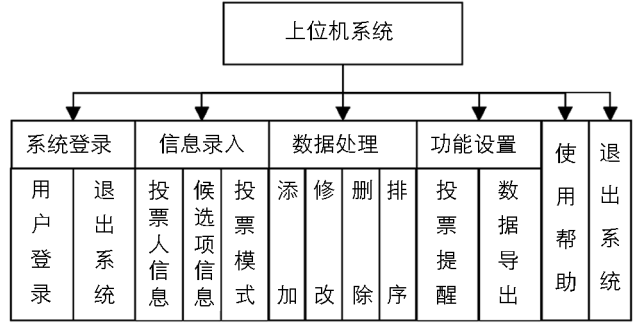 上位机系统
系统登录
信息录入
数据处理
功能设置
使用帮助
退出系统
用户登录
退出系统
投票人信息
候选项信息
投票模式
添加
修改
删除
排序
投票提醒
数据导出